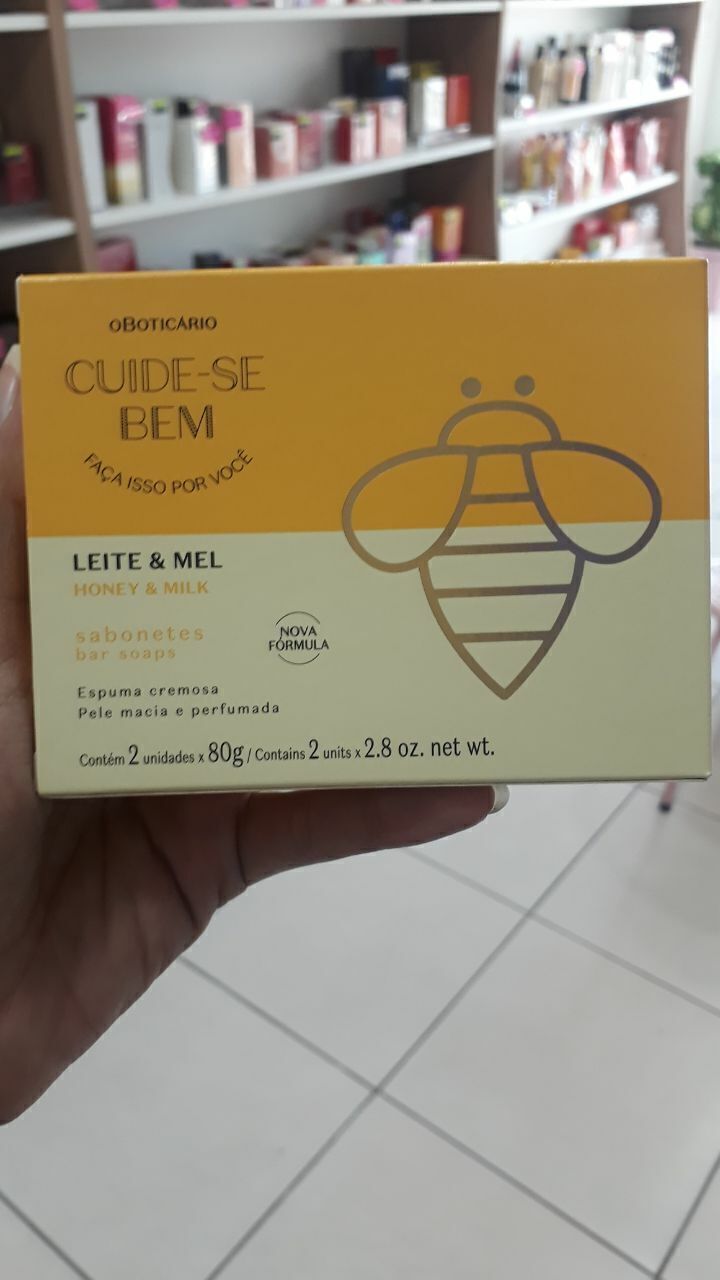 oBOTICÁRIO
CUIDE-SE
BEM
FAÇA ISSO POR VOCÊ
LEITE & MEL
HONEY & MILK
sabonetes
bar soaps
NOVA
FÓRMULA
Espuma cremosa
Pele macia e perfumada
Contém 2 unidades x 80g / Contains 2 units x 2.8 oz. net wt.